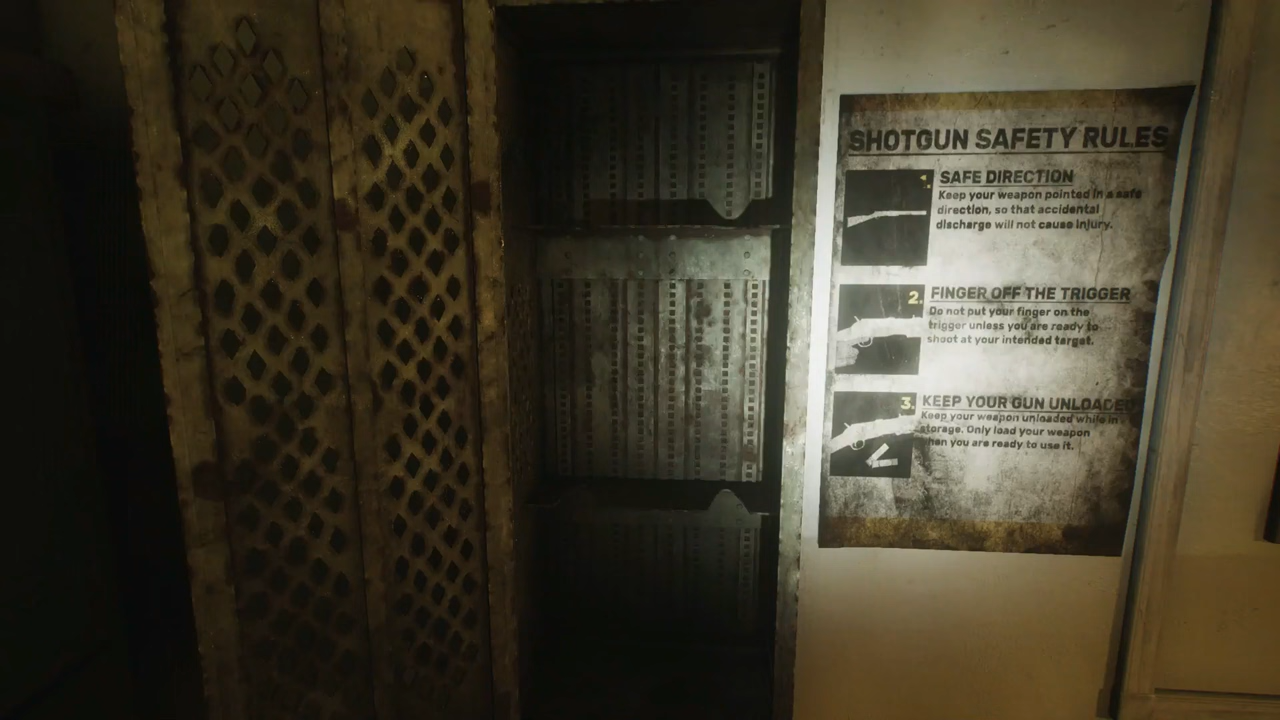 SHOTGUN SAFETY RULES
1.
SAFE DIRECTION
Keep your weapon pointed in a safe
direction, so that accidental
discharge will not cause injury.
2.
FINGER OFF THE TRIGGER
Do not put your finger on the
trigger unless you are ready to
shoot at your intended target.
3.
KEEP YOUR GUN UNLOADED
Keep your weapon unloaded while in
storage. Only load your weapon
when you are ready to use it.